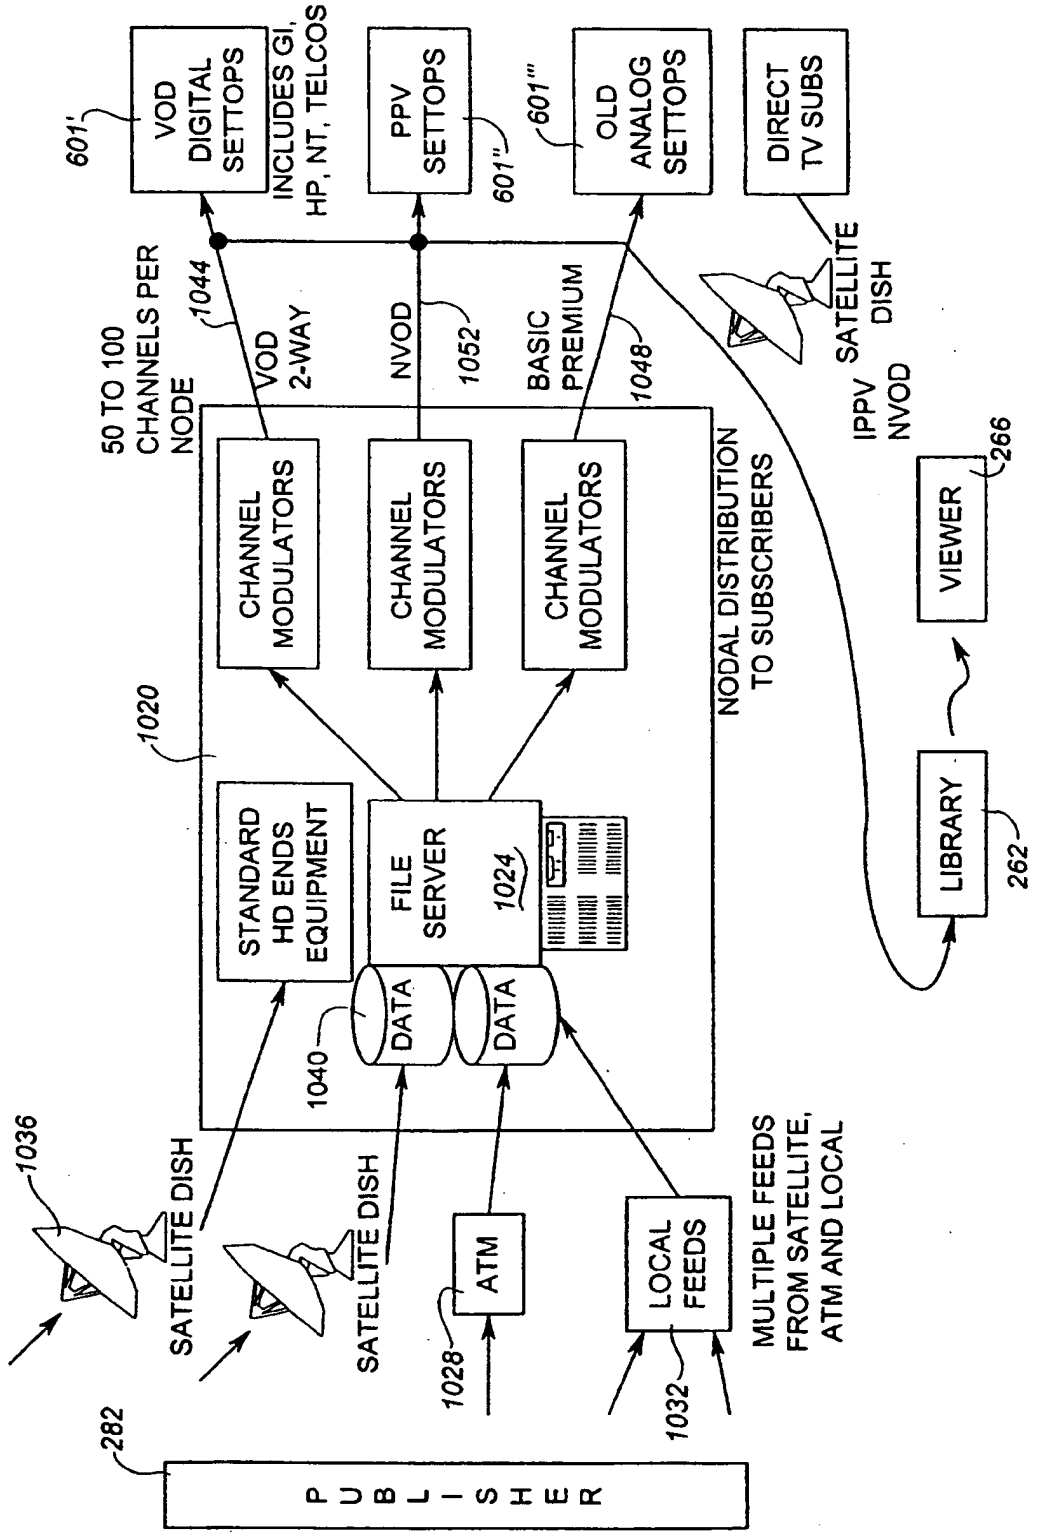 282
P U B L I S H E R
1036
SATELLITE DISH
SATELLITE DISH
1028
ATM
1032
LOCAL
FEEDS
MULTIPLE FEEDS
FROM SATELLITE,
ATM AND LOCAL
1020
STANDARD
HD ENDS
EQUIPMENT
1040
DATA
DATA
FILE
SERVER
1024
CHANNEL
MODULATORS
CHANNEL
MODULATORS
CHANNEL
MODULATORS
NODAL DISTRIBUTION
TO SUBSCRIBERS
50 TO 100
CHANNELS PER
NODE
1044
VOD
2-WAY
NVOD
1052
BASIC
PREMIUM
1048
601'
VOD
DIGITAL
SETTOPS
INCLUDES GI,
HP, NT, TELCOS
PPV
SETTOPS
601"
601'"
OLD
ANALOG
SETTOPS
DIRECT
TV SUBS
SATELLITE
DISH
IPPV
NVOD
LIBRARY
262
VIEWER
266